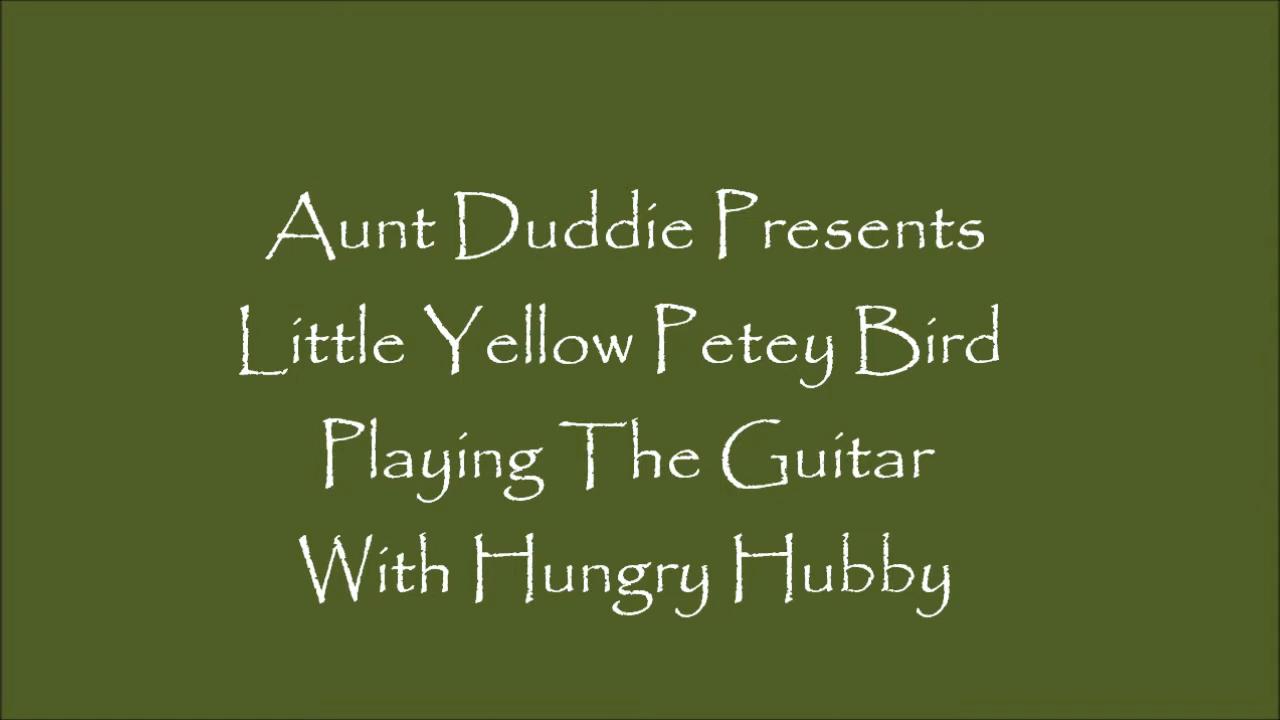 Aunt Duddie Presents
Little Yellow Petey Bird
Playing The Guitar
With Hungry Hubby